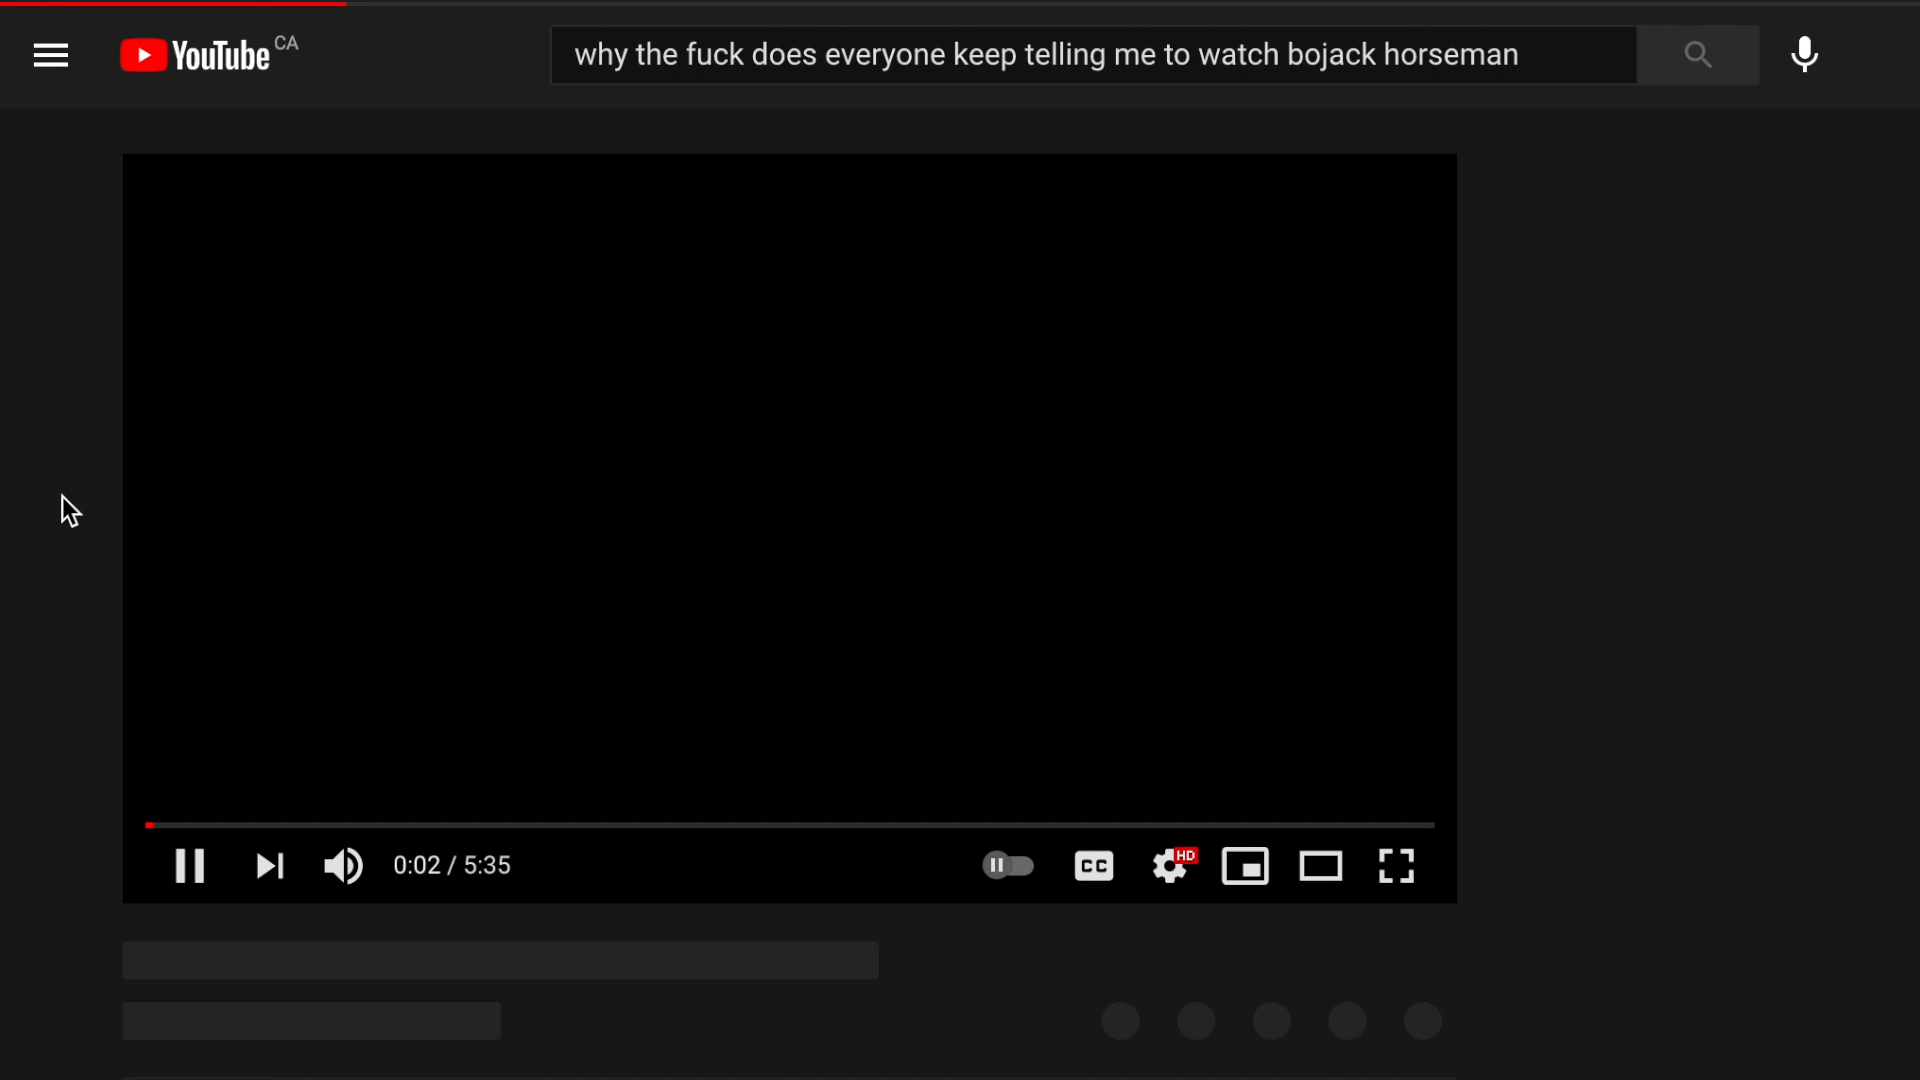 YouTube CA
why the fuck does everyone keep telling me to watch bojack horseman
0:02 / 5:35
CC
HD